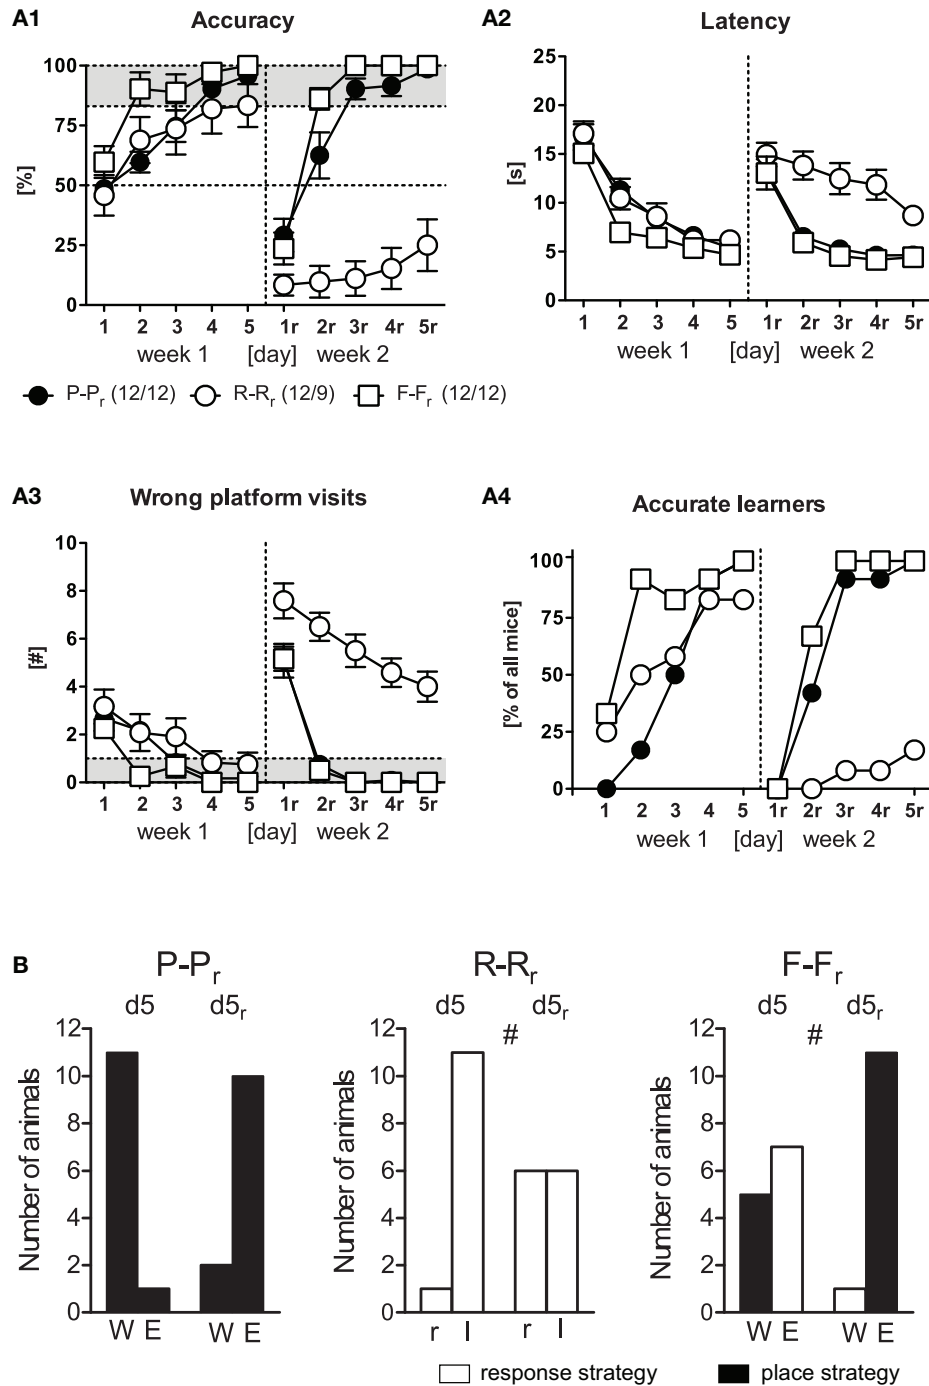 A1 Accuracy
[%]
100
75
50
25
0
1 2 3 4 5 1r 2r 3r 4r 5r
week 1 [day] week 2
A2 Latency
[s]
25
20
15
10
5
0
1 2 3 4 5 1r 2r 3r 4r 5r
week 1 [day] week 2
P-Pr (12/12) R-Rr (12/9) F-Fr (12/12)
A3 Wrong platform visits
[#]
10
8
6
4
2
0
1 2 3 4 5 1r 2r 3r 4r 5r
week 1 [day] week 2
A4 Accurate learners
[% of all mice]
100
75
50
25
0
1 2 3 4 5 1r 2r 3r 4r 5r
week 1 [day] week 2
B
P-Pr
d5 d5r
Number of animals
12
10
8
6
4
2
0
W E W E
R-Rr
d5 d5r
#
Number of animals
12
10
8
6
4
2
0
r l r l
F-Fr
d5 d5r
#
Number of animals
12
10
8
6
4
2
0
W E W E
response strategy place strategy